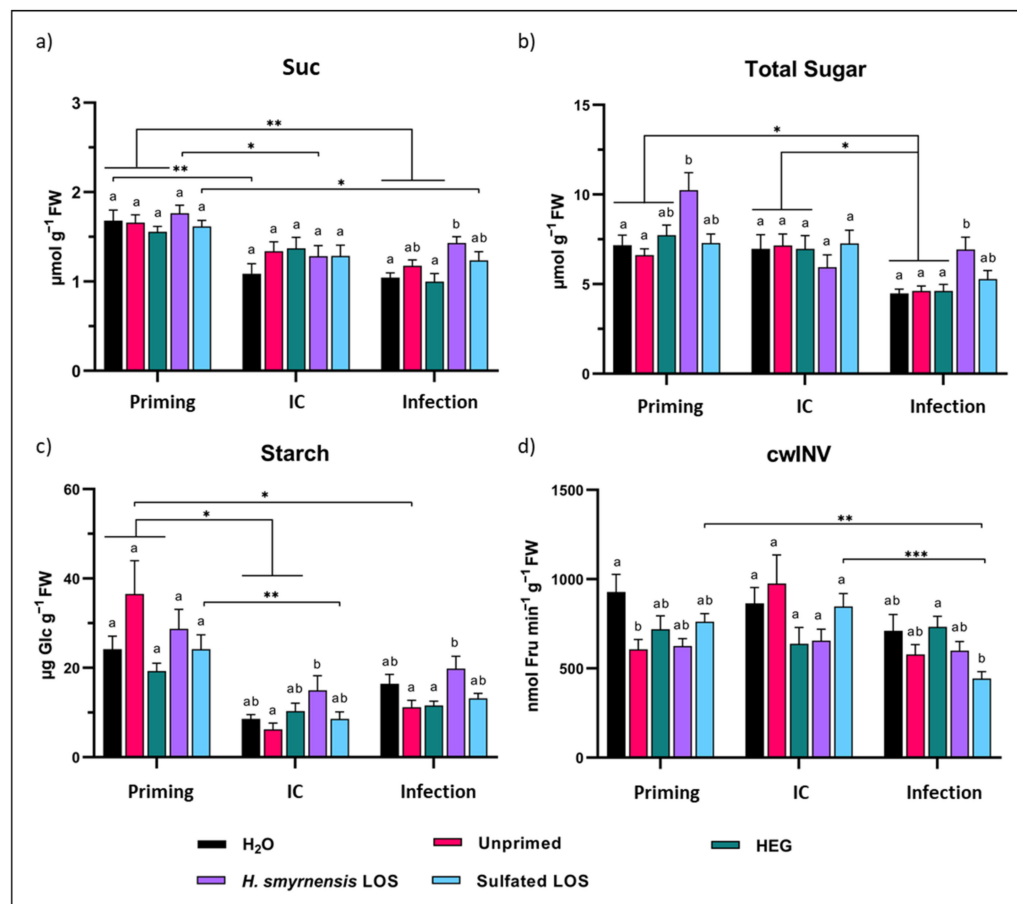 a)
Suc
3
2
1
0
µmol g⁻¹ FW
**
*
**
*
a a a a a
a a a a a
a ab a b ab
Priming IC Infection
b)
Total Sugar
15
10
5
0
µmol g⁻¹ FW
*
*
a a ab b ab
a a a a a
a a a b ab
Priming IC Infection
c)
Starch
60
40
20
0
µg Glc g⁻¹ FW
*
*
**
a a a a a
ab a ab b ab
ab a a b ab
Priming IC Infection
d)
cwINV
1500
1000
500
0
nmol Fru min⁻¹ g⁻¹ FW
**
***
a b ab ab ab
a a a a a
ab ab a ab b
Priming IC Infection
H₂O Unprimed HEG
H. smyrnensis LOS Sulfated LOS